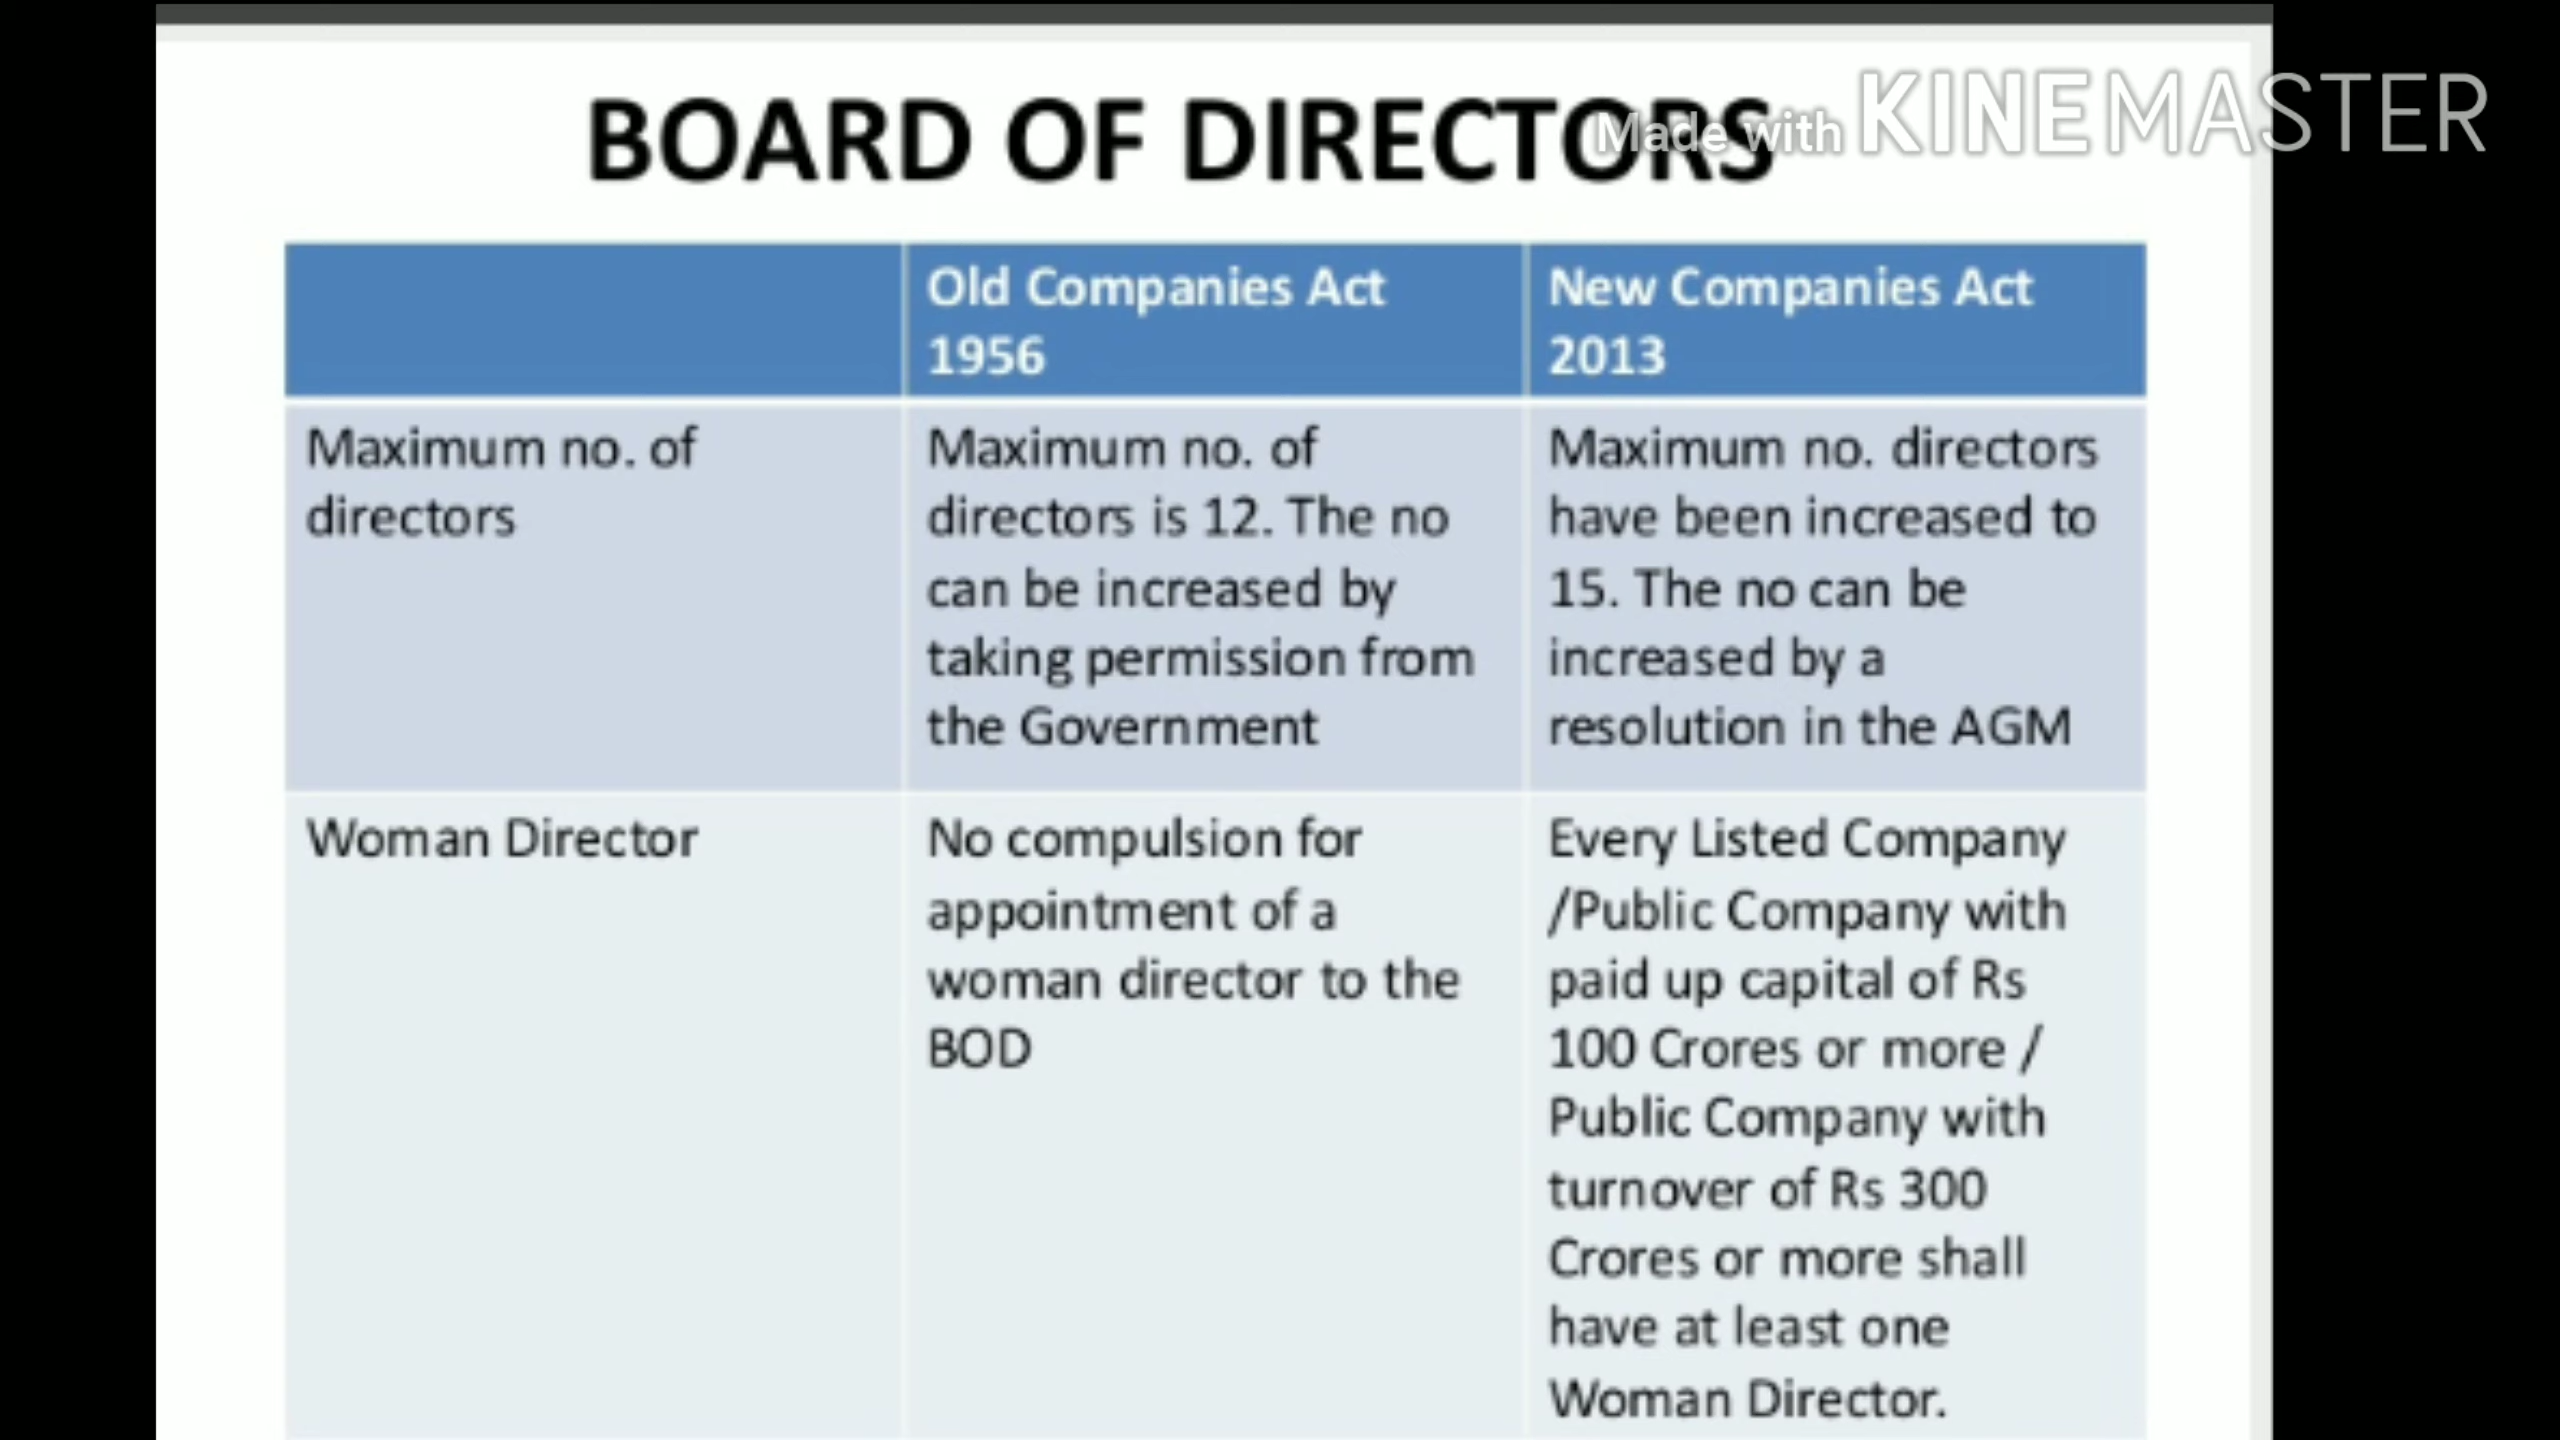 BOARD OF DIRECTORS
Made with KINEMASTER
Old Companies Act
1956
New Companies Act
2013
Maximum no. of
directors
Maximum no. of
directors is 12. The no
can be increased by
taking permission from
the Government
Maximum no. directors
have been increased to
15. The no can be
increased by a
resolution in the AGM
Woman Director
No compulsion for
appointment of a
woman director to the
BOD
Every Listed Company
/Public Company with
paid up capital of Rs
100 Crores or more /
Public Company with
turnover of Rs 300
Crores or more shall
have at least one
Woman Director.